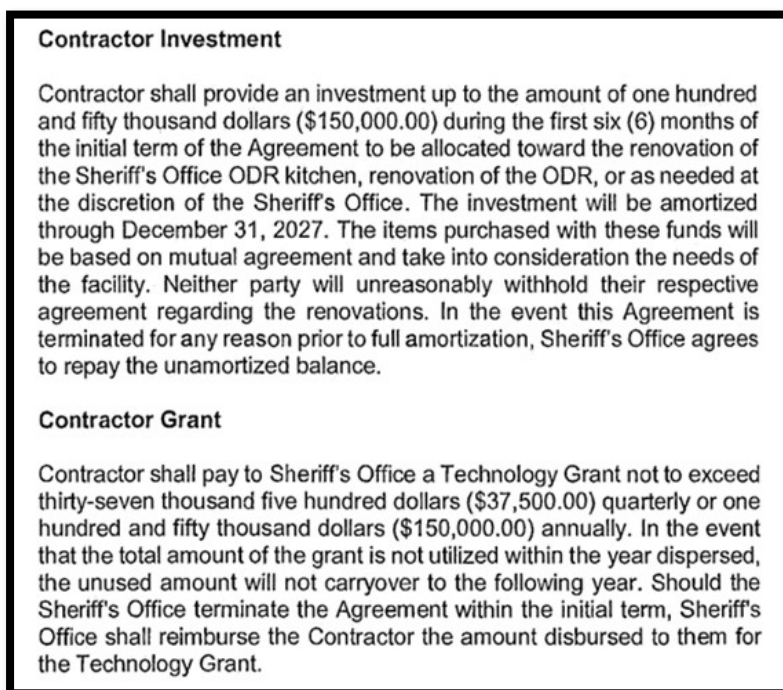 Contractor Investment
Contractor shall provide an investment up to the amount of one hundred
and fifty thousand dollars ($150,000.00) during the first six (6) months of
the initial term of the Agreement to be allocated toward the renovation of
the Sheriff's Office ODR kitchen, renovation of the ODR, or as needed at
the discretion of the Sheriff's Office. The investment will be amortized
through December 31, 2027. The items purchased with these funds will
be based on mutual agreement and take into consideration the needs of
the facility. Neither party will unreasonably withhold their respective
agreement regarding the renovations. In the event this Agreement is
terminated for any reason prior to full amortization, Sheriff's Office agrees
to repay the unamortized balance.
Contractor Grant
Contractor shall pay to Sheriff's Office a Technology Grant not to exceed
thirty-seven thousand five hundred dollars ($37,500.00) quarterly or one
hundred and fifty thousand dollars ($150,000.00) annually. In the event
that the total amount of the grant is not utilized within the year dispersed,
the unused amount will not carryover to the following year. Should the
Sheriff's Office terminate the Agreement within the initial term, Sheriff's
Office shall reimburse the Contractor the amount disbursed to them for
the Technology Grant.